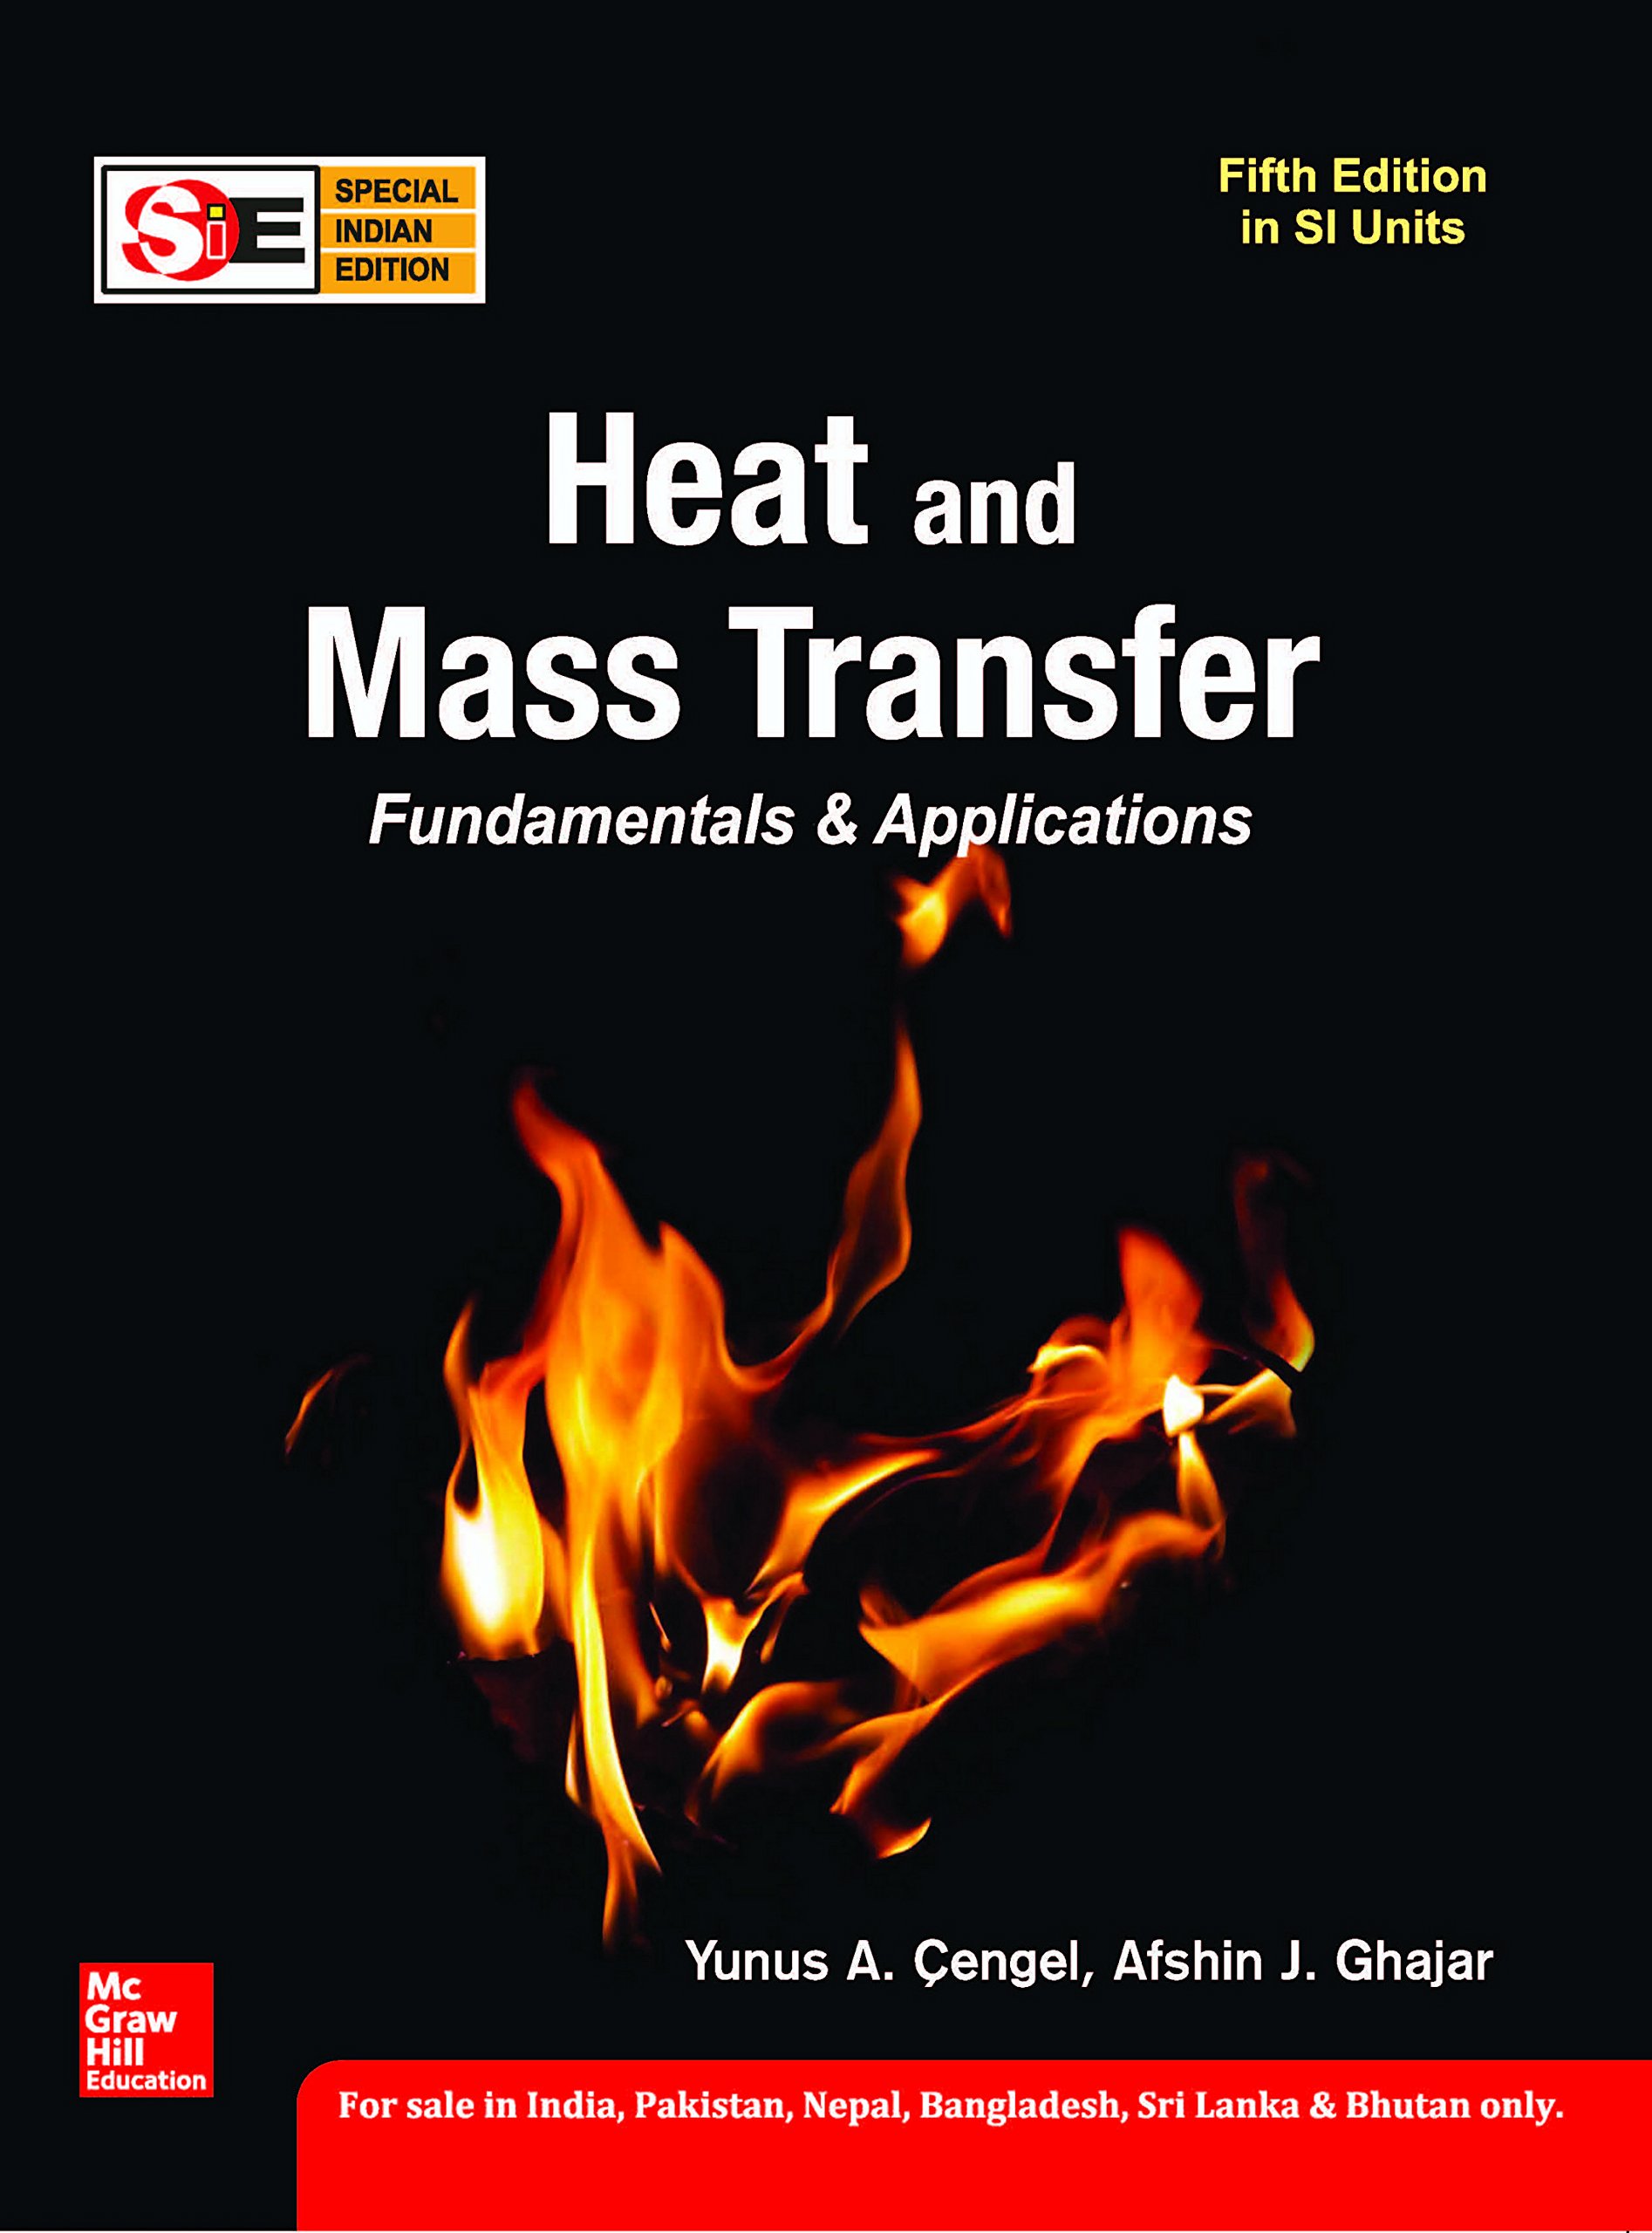 SiE
SPECIAL
INDIAN
EDITION
Fifth Edition
in SI Units
Heat and
Mass Transfer
Fundamentals & Applications
Yunus A. Çengel, Afshin J. Ghajar
Mc
Graw
Hill
Education
For sale in India, Pakistan, Nepal, Bangladesh, Sri Lanka & Bhutan only.